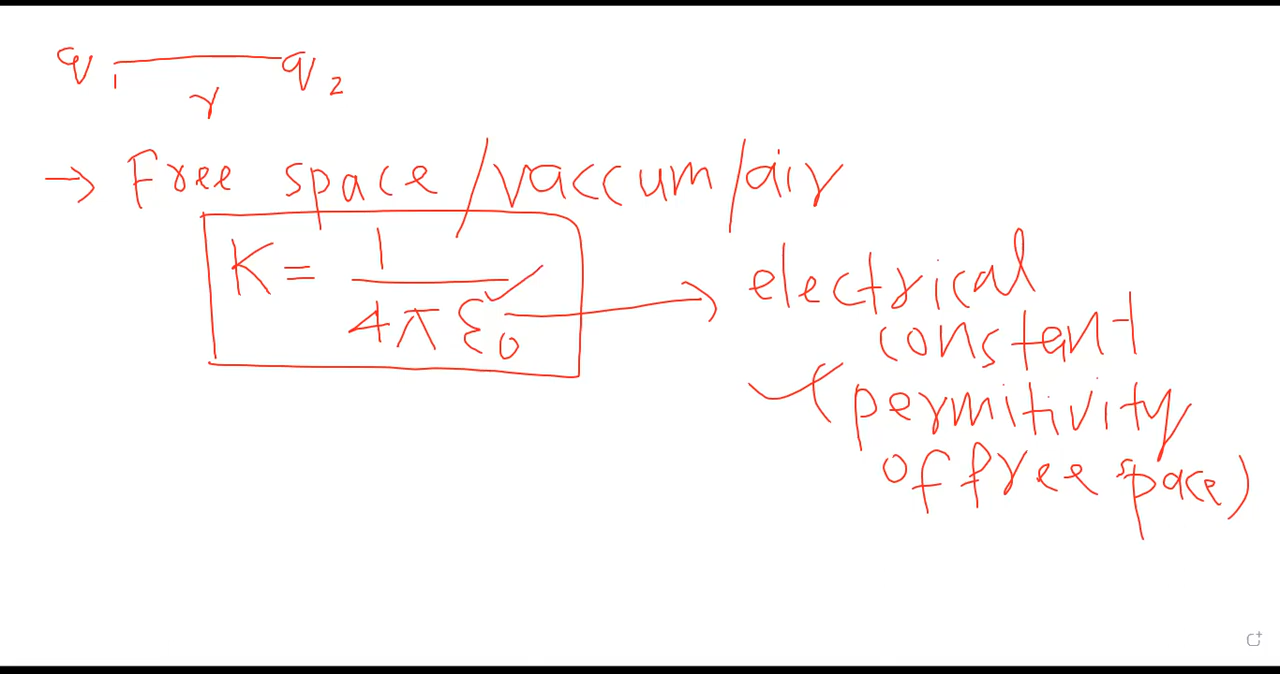 q₁ q₂
r
→ Free space/vaccum/air
K = 1/4πε₀ → electrical
constant
(permitivity
of free space)